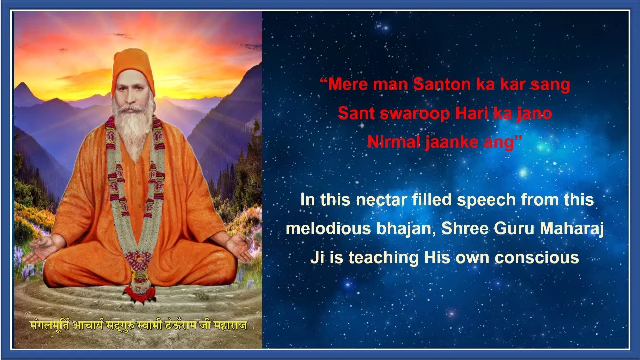 “Mere man Santon ka kar sang
Sant swaroop Hari ka jano
Nirmal jaanke ang”
In this nectar filled speech from this
melodious bhajan, Shree Guru Maharaj
Ji is teaching His own conscious
मंगलमूर्ति आचार्य सद्गुरु स्वामी टेऊँराम जी महाराज